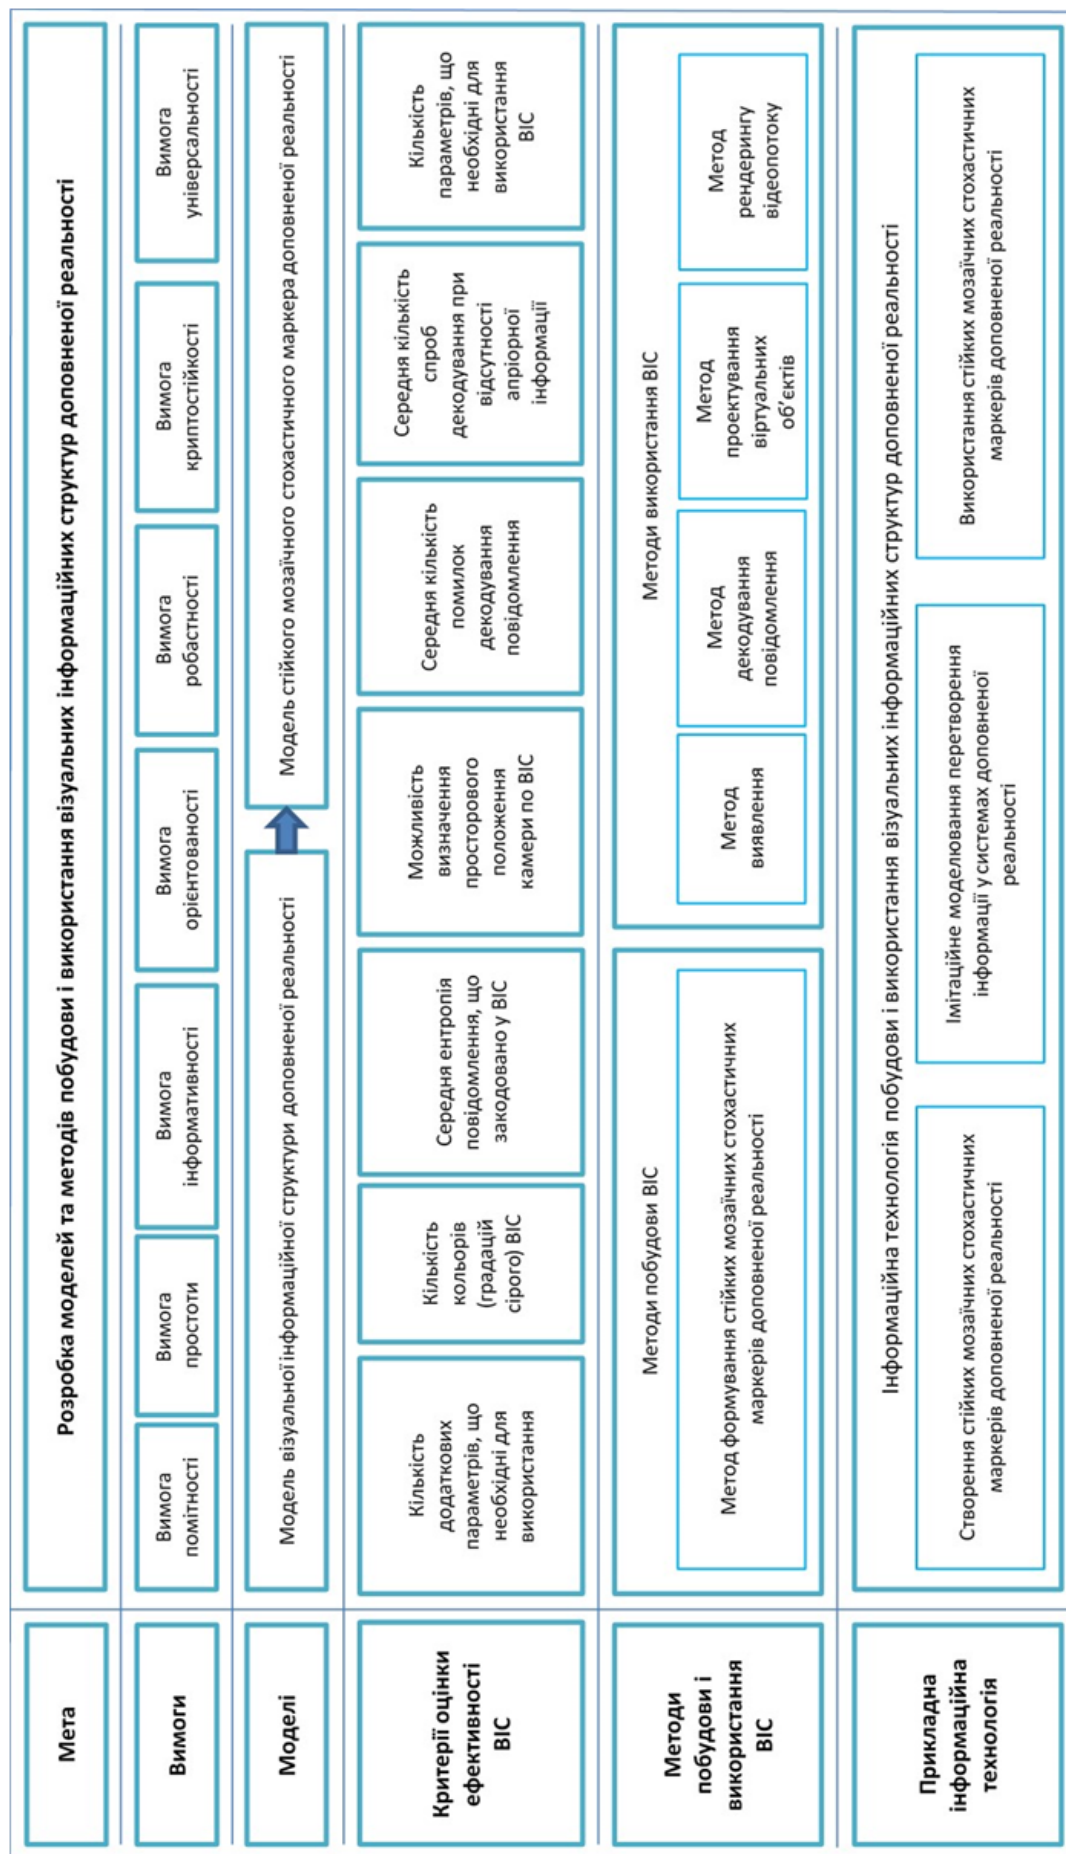 Мета
Розробка моделей та методів побудови і використання візуальних інформаційних структур доповненої реальності
Вимоги
Вимога
помітності
Вимога
простоти
Вимога
інформативності
Вимога
орієнтованості
Вимога
робастності
Вимога
криптостійкості
Вимога
універсальності
Моделі
Модель візуальної інформаційної структури доповненої реальності
Модель стійкого мозаїчного стохастичного маркера доповненої реальності
Критерії оцінки
ефективності
ВІС
Кількість
додаткових
параметрів, що
необхідні для
використання
Кількість
кольорів
(градацій
сірого) ВІС
Середня ентропія
повідомлення, що
закодовано у ВІС
Можливість
визначення
просторового
положення
камери по ВІС
Середня кількість
помилок
декодування
повідомлення
Середня кількість
спроб
декодування при
відсутності
апріорної
інформації
Кількість
параметрів, що
необхідні для
використання
ВІС
Методи
побудови і
використання
ВІС
Методи побудови ВІС
Метод формування стійких мозаїчних стохастичних
маркерів доповненої реальності
Методи використання ВІС
Метод
виявлення
Метод
декодування
повідомлення
Метод
проектування
віртуальних
об’єктів
Метод
рендерингу
відеопотоку
Прикладна
інформаційна
технологія
Інформаційна технологія побудови і використання візуальних інформаційних структур доповненої реальності
Створення стійких мозаїчних стохастичних
маркерів доповненої реальності
Імітаційне моделювання перетворення
інформації у системах доповненої
реальності
Використання стійких мозаїчних стохастичних
маркерів доповненої реальності